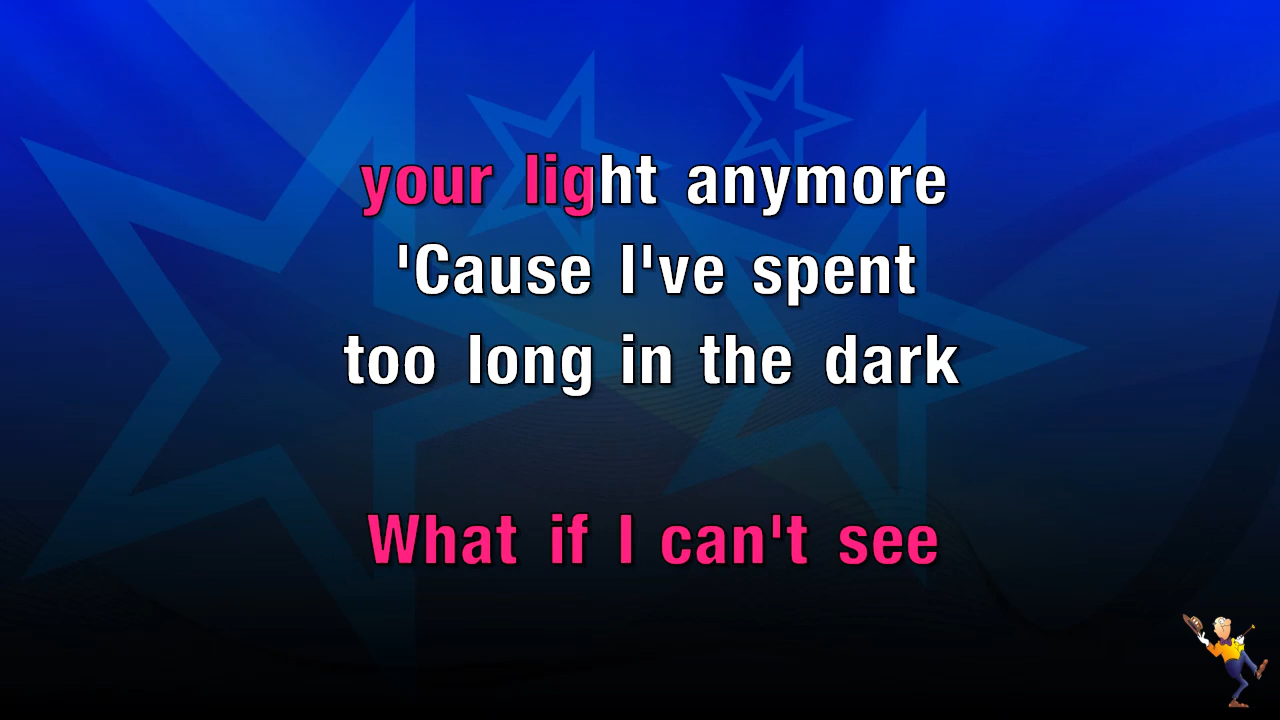 your light anymore
'Cause I've spent
too long in the dark
What if I can't see